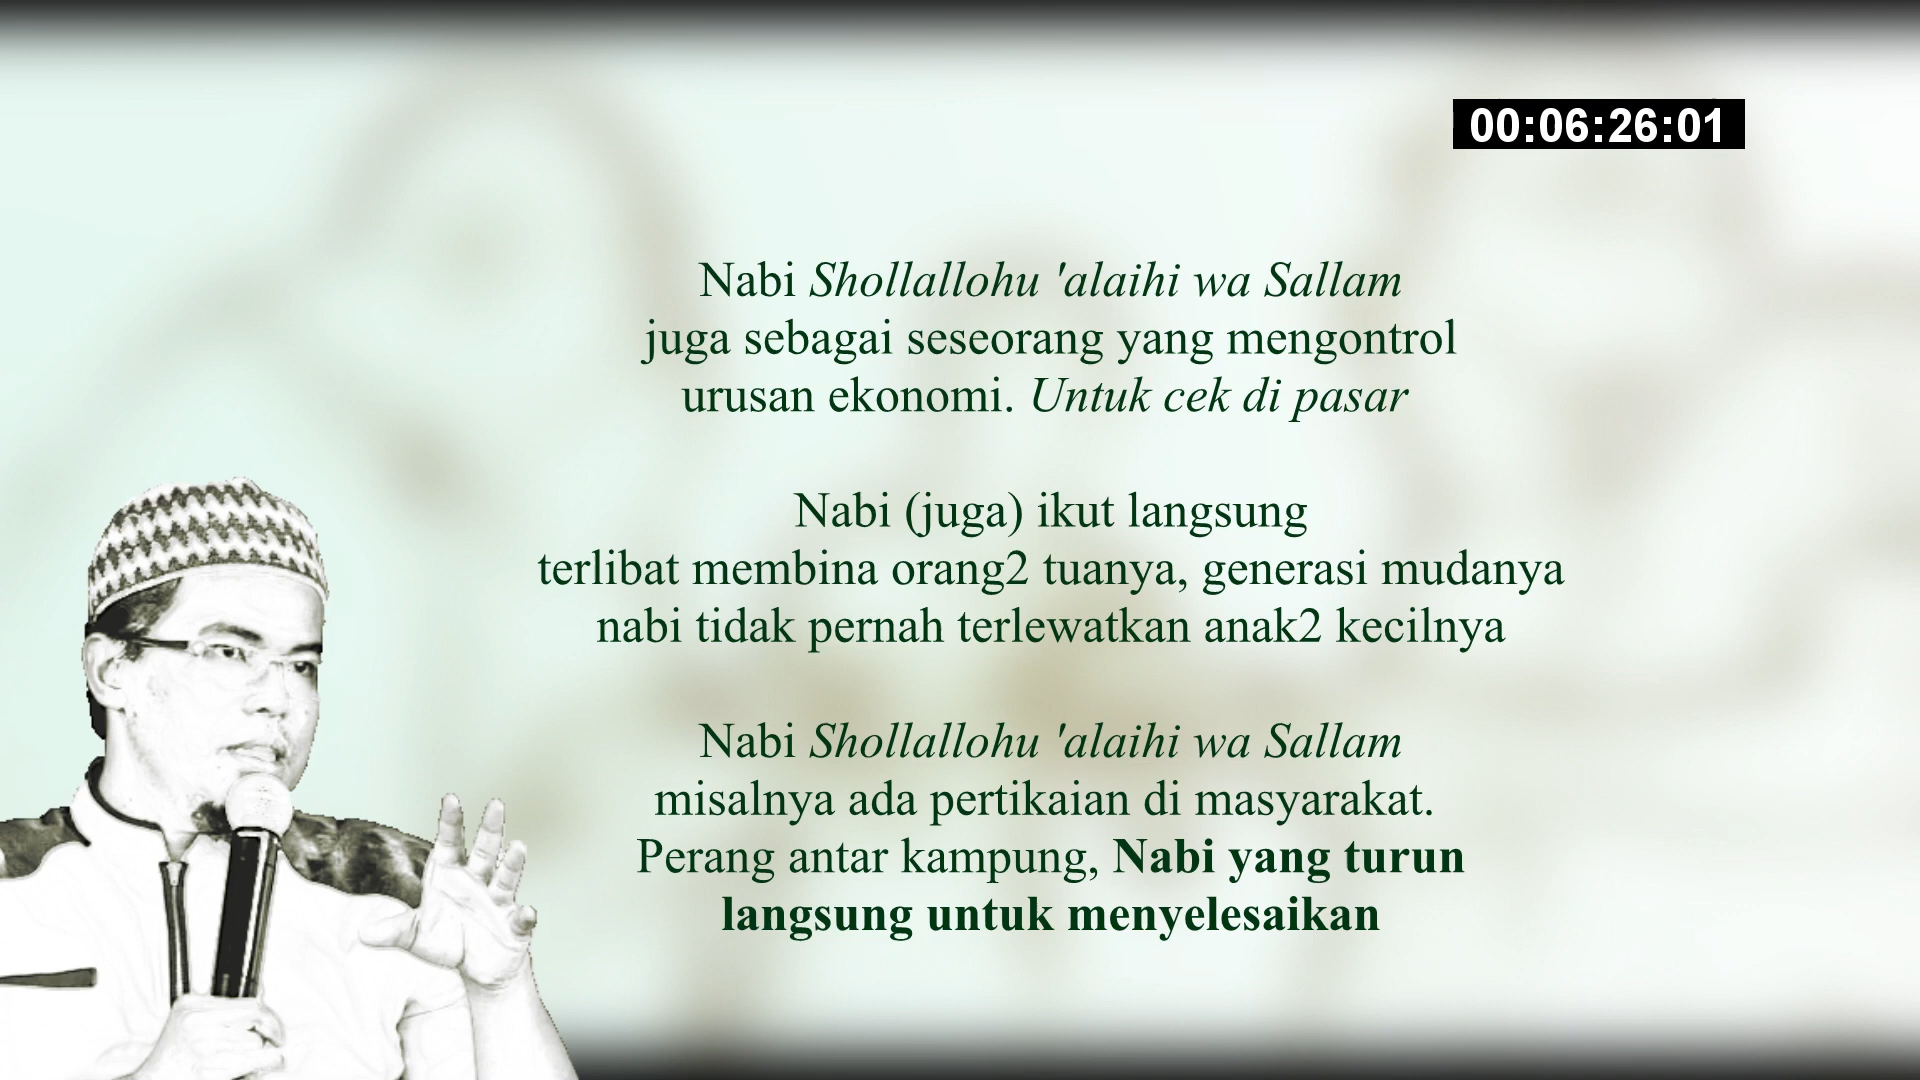 00:06:26:01
Nabi Shollallohu 'alaihi wa Sallam
juga sebagai seseorang yang mengontrol
urusan ekonomi. Untuk cek di pasar
Nabi (juga) ikut langsung
terlibat membina orang2 tuanya, generasi mudanya
nabi tidak pernah terlewatkan anak2 kecilnya
Nabi Shollallohu 'alaihi wa Sallam
misalnya ada pertikaian di masyarakat.
Perang antar kampung, Nabi yang turun
langsung untuk menyelesaikan